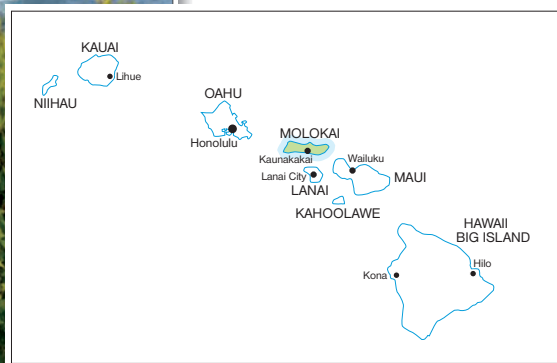 KAUAI
Lihue
NIIHAU
OAHU
Honolulu
MOLOKAI
Kaunakakai
Wailuku
Lanai City
MAUI
LANAI
KAHOOLAWE
HAWAII
BIG ISLAND
Hilo
Kona